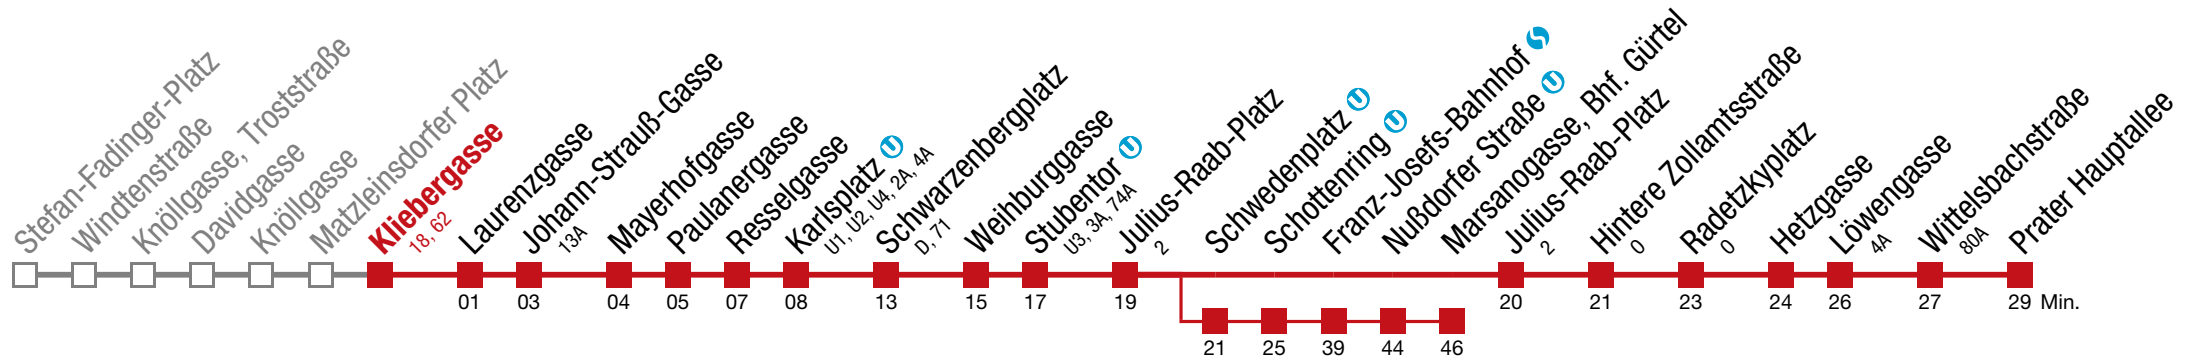 Stefan-Fadinger-Platz
Windtenstraße
Knöllgasse, Troststraße
Davidgasse
Knöllgasse
Matzleinsdorfer Platz
Kliebergasse
18, 62
Laurenzgasse
Johann-Strauß-Gasse
13A
Mayerhofgasse
Paulanergasse
Resselgasse
Karlsplatz U
U1, U2, U4, 2A, 4A
Schwarzenbergplatz
D, 71
Weihburggasse
Stubentor U
U3, 3A, 74A
Julius-Raab-Platz
2
Schwedenplatz U
Schottenring U
Franz-Josefs-Bahnhof S
Nußdorfer Straße U
Marsanogasse, Bhf. Gürtel
Julius-Raab-Platz
2
Hintere Zollamtsstraße
0
Radetzkyplatz
0
Hetzgasse
Löwengasse
4A
Wittelsbachstraße
80A
Prater Hauptallee
01 03 04 05 07 08 13 15 17 19 20 21 23 24 26 27 29 Min.
21 25 39 44 46